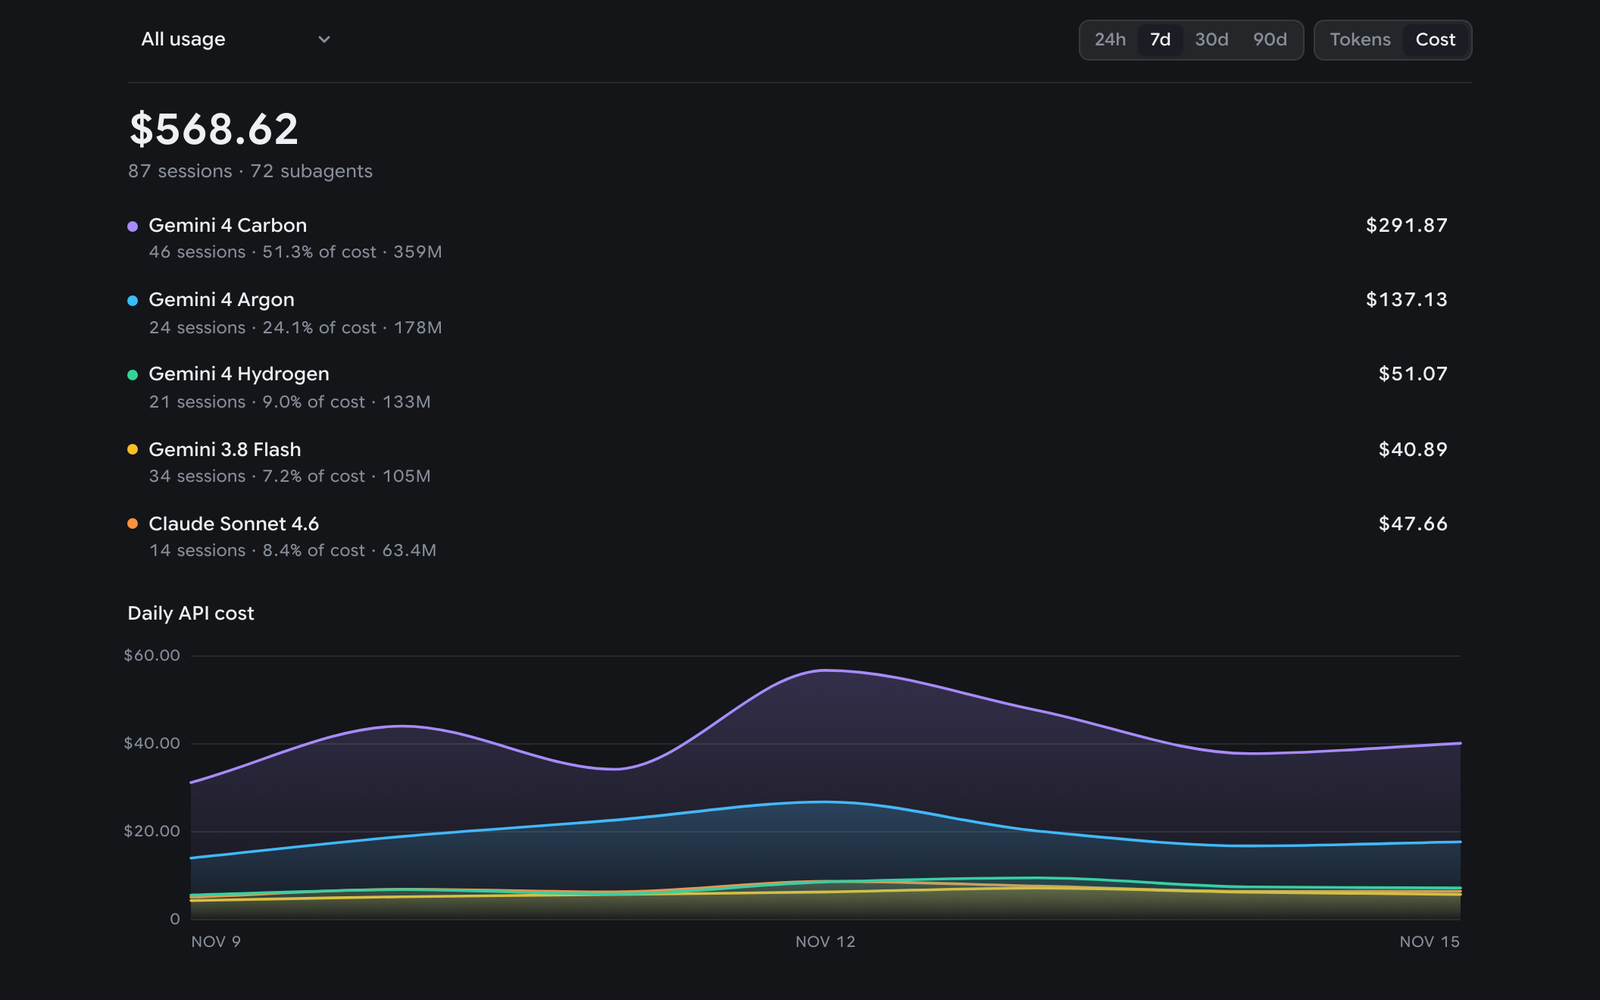 All usage
24h 7d 30d 90d Tokens Cost
$568.62
87 sessions · 72 subagents
Gemini 4 Carbon $291.87
46 sessions · 51.3% of cost · 359M
Gemini 4 Argon $137.13
24 sessions · 24.1% of cost · 178M
Gemini 4 Hydrogen $51.07
21 sessions · 9.0% of cost · 133M
Gemini 3.8 Flash $40.89
34 sessions · 7.2% of cost · 105M
Claude Sonnet 4.6 $47.66
14 sessions · 8.4% of cost · 63.4M
Daily API cost
$60.00
$40.00
$20.00
0
NOV 9 NOV 12 NOV 15